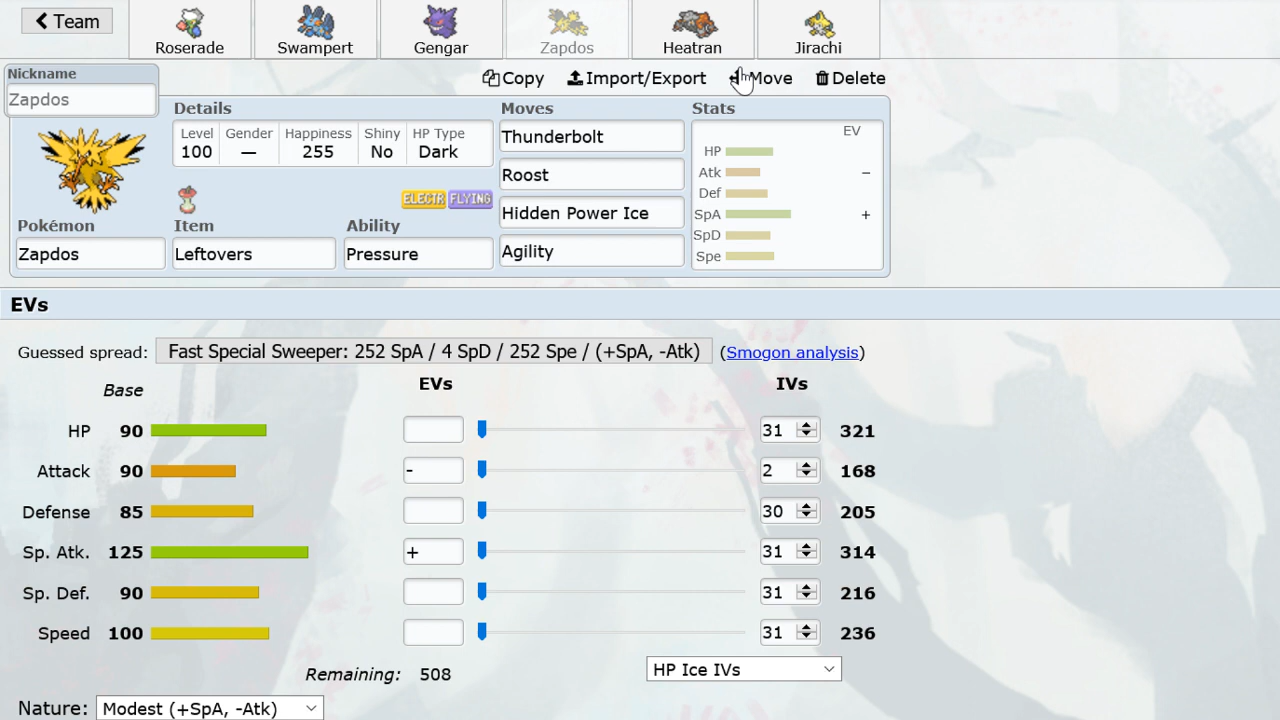 Team
Roserade
Swampert
Gengar
Zapdos
Heatran
Jirachi
Copy
Import/Export
Move
Delete
Nickname
Zapdos
Details
Level
100
Gender
—
Happiness
255
Shiny
No
HP Type
Dark
ELECTR FLYING
Pokémon
Zapdos
Item
Leftovers
Ability
Pressure
Moves
Thunderbolt
Roost
Hidden Power Ice
Agility
Stats
EV
HP
Atk −
Def
SpA +
SpD
Spe
EVs
Guessed spread: Fast Special Sweeper: 252 SpA / 4 SpD / 252 Spe / (+SpA, -Atk) (Smogon analysis)
Base EVs IVs
HP 90 31 321
Attack 90 - 2 168
Defense 85 30 205
Sp. Atk. 125 + 31 314
Sp. Def. 90 31 216
Speed 100 31 236
Remaining: 508
HP Ice IVs
Nature: Modest (+SpA, -Atk)